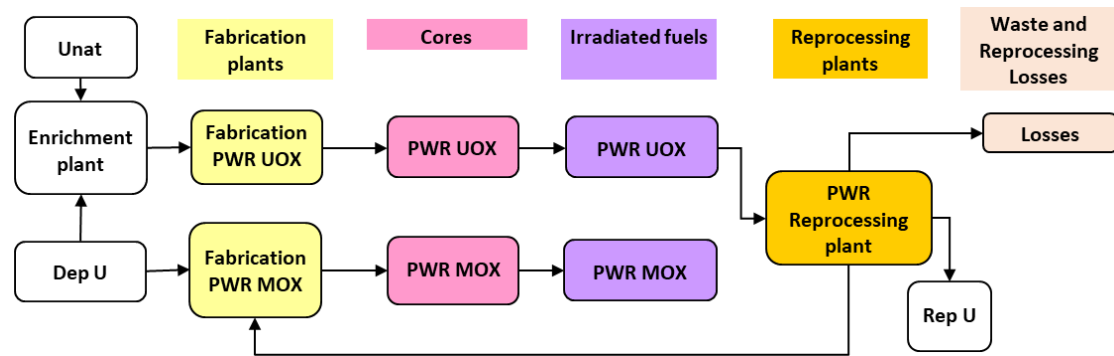 Unat
Fabrication
plants
Cores
Irradiated fuels
Reprocessing
plants
Waste and
Reprocessing
Losses
Enrichment
plant
Fabrication
PWR UOX
PWR UOX
PWR UOX
Losses
PWR
Reprocessing
plant
Dep U
Fabrication
PWR MOX
PWR MOX
PWR MOX
Rep U